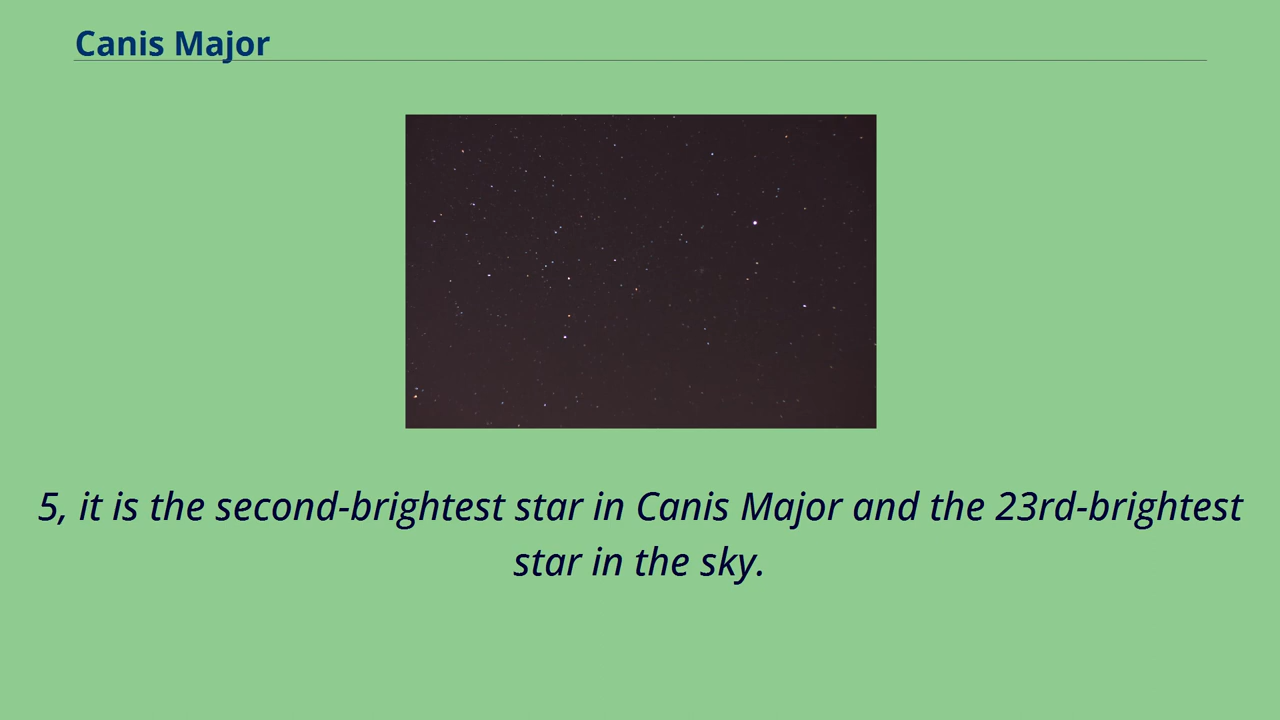 Canis Major
5, it is the second-brightest star in Canis Major and the 23rd-brightest
star in the sky.